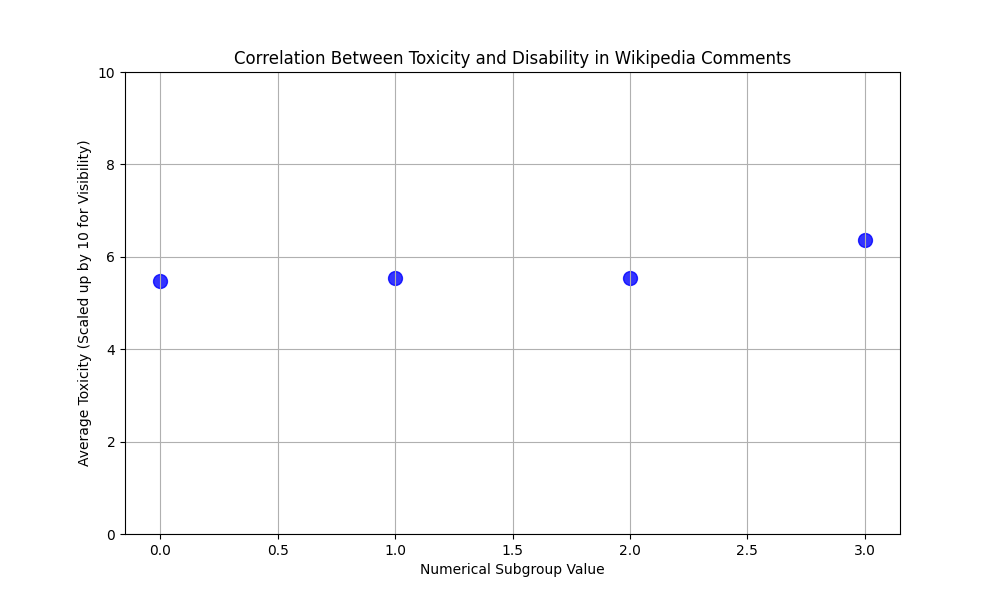 Correlation Between Toxicity and Disability in Wikipedia Comments
Average Toxicity (Scaled up by 10 for Visibility)
10
8
6
4
2
0
0.0 0.5 1.0 1.5 2.0 2.5 3.0
Numerical Subgroup Value